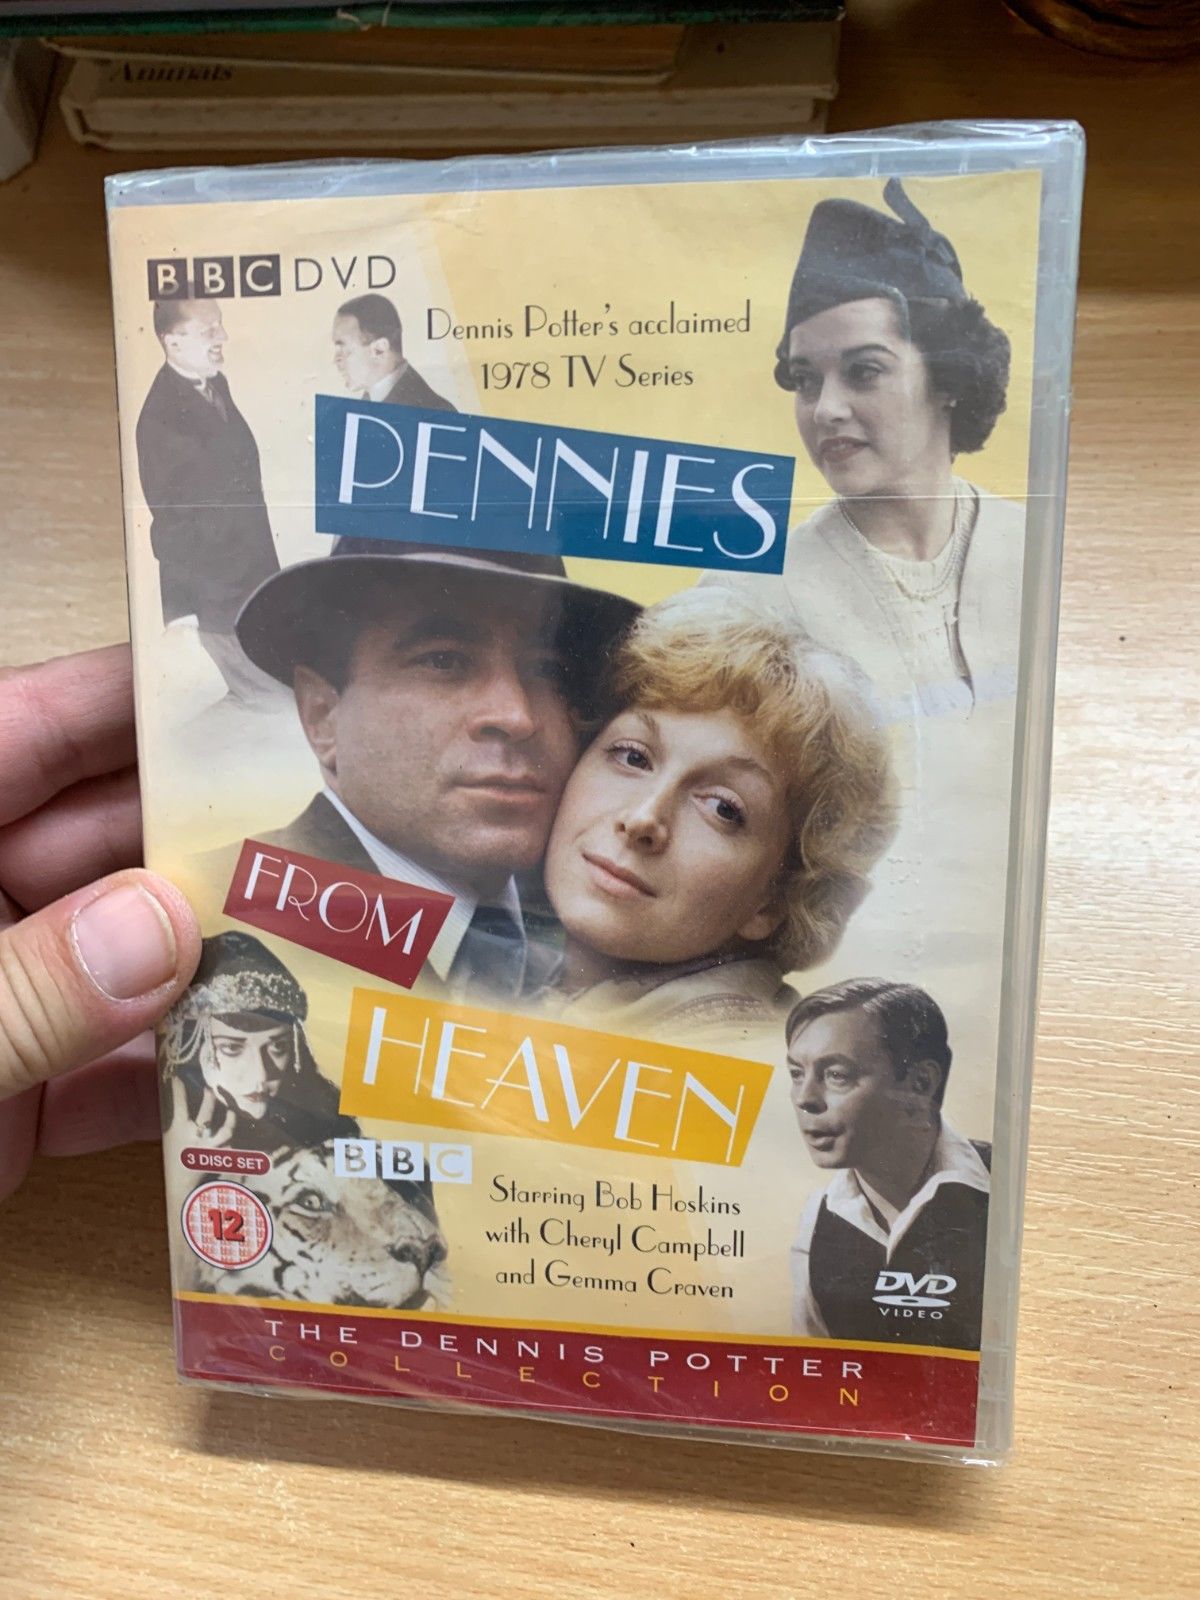 Animals
BBC DVD
Dennis Potter's acclaimed
1978 TV Series
PENNIES
FROM
HEAVEN
3 DISC SET
12
BBC
Starring Bob Hoskins
with Cheryl Campbell
and Gemma Craven
DVD
VIDEO
THE DENNIS POTTER
COLLECTION